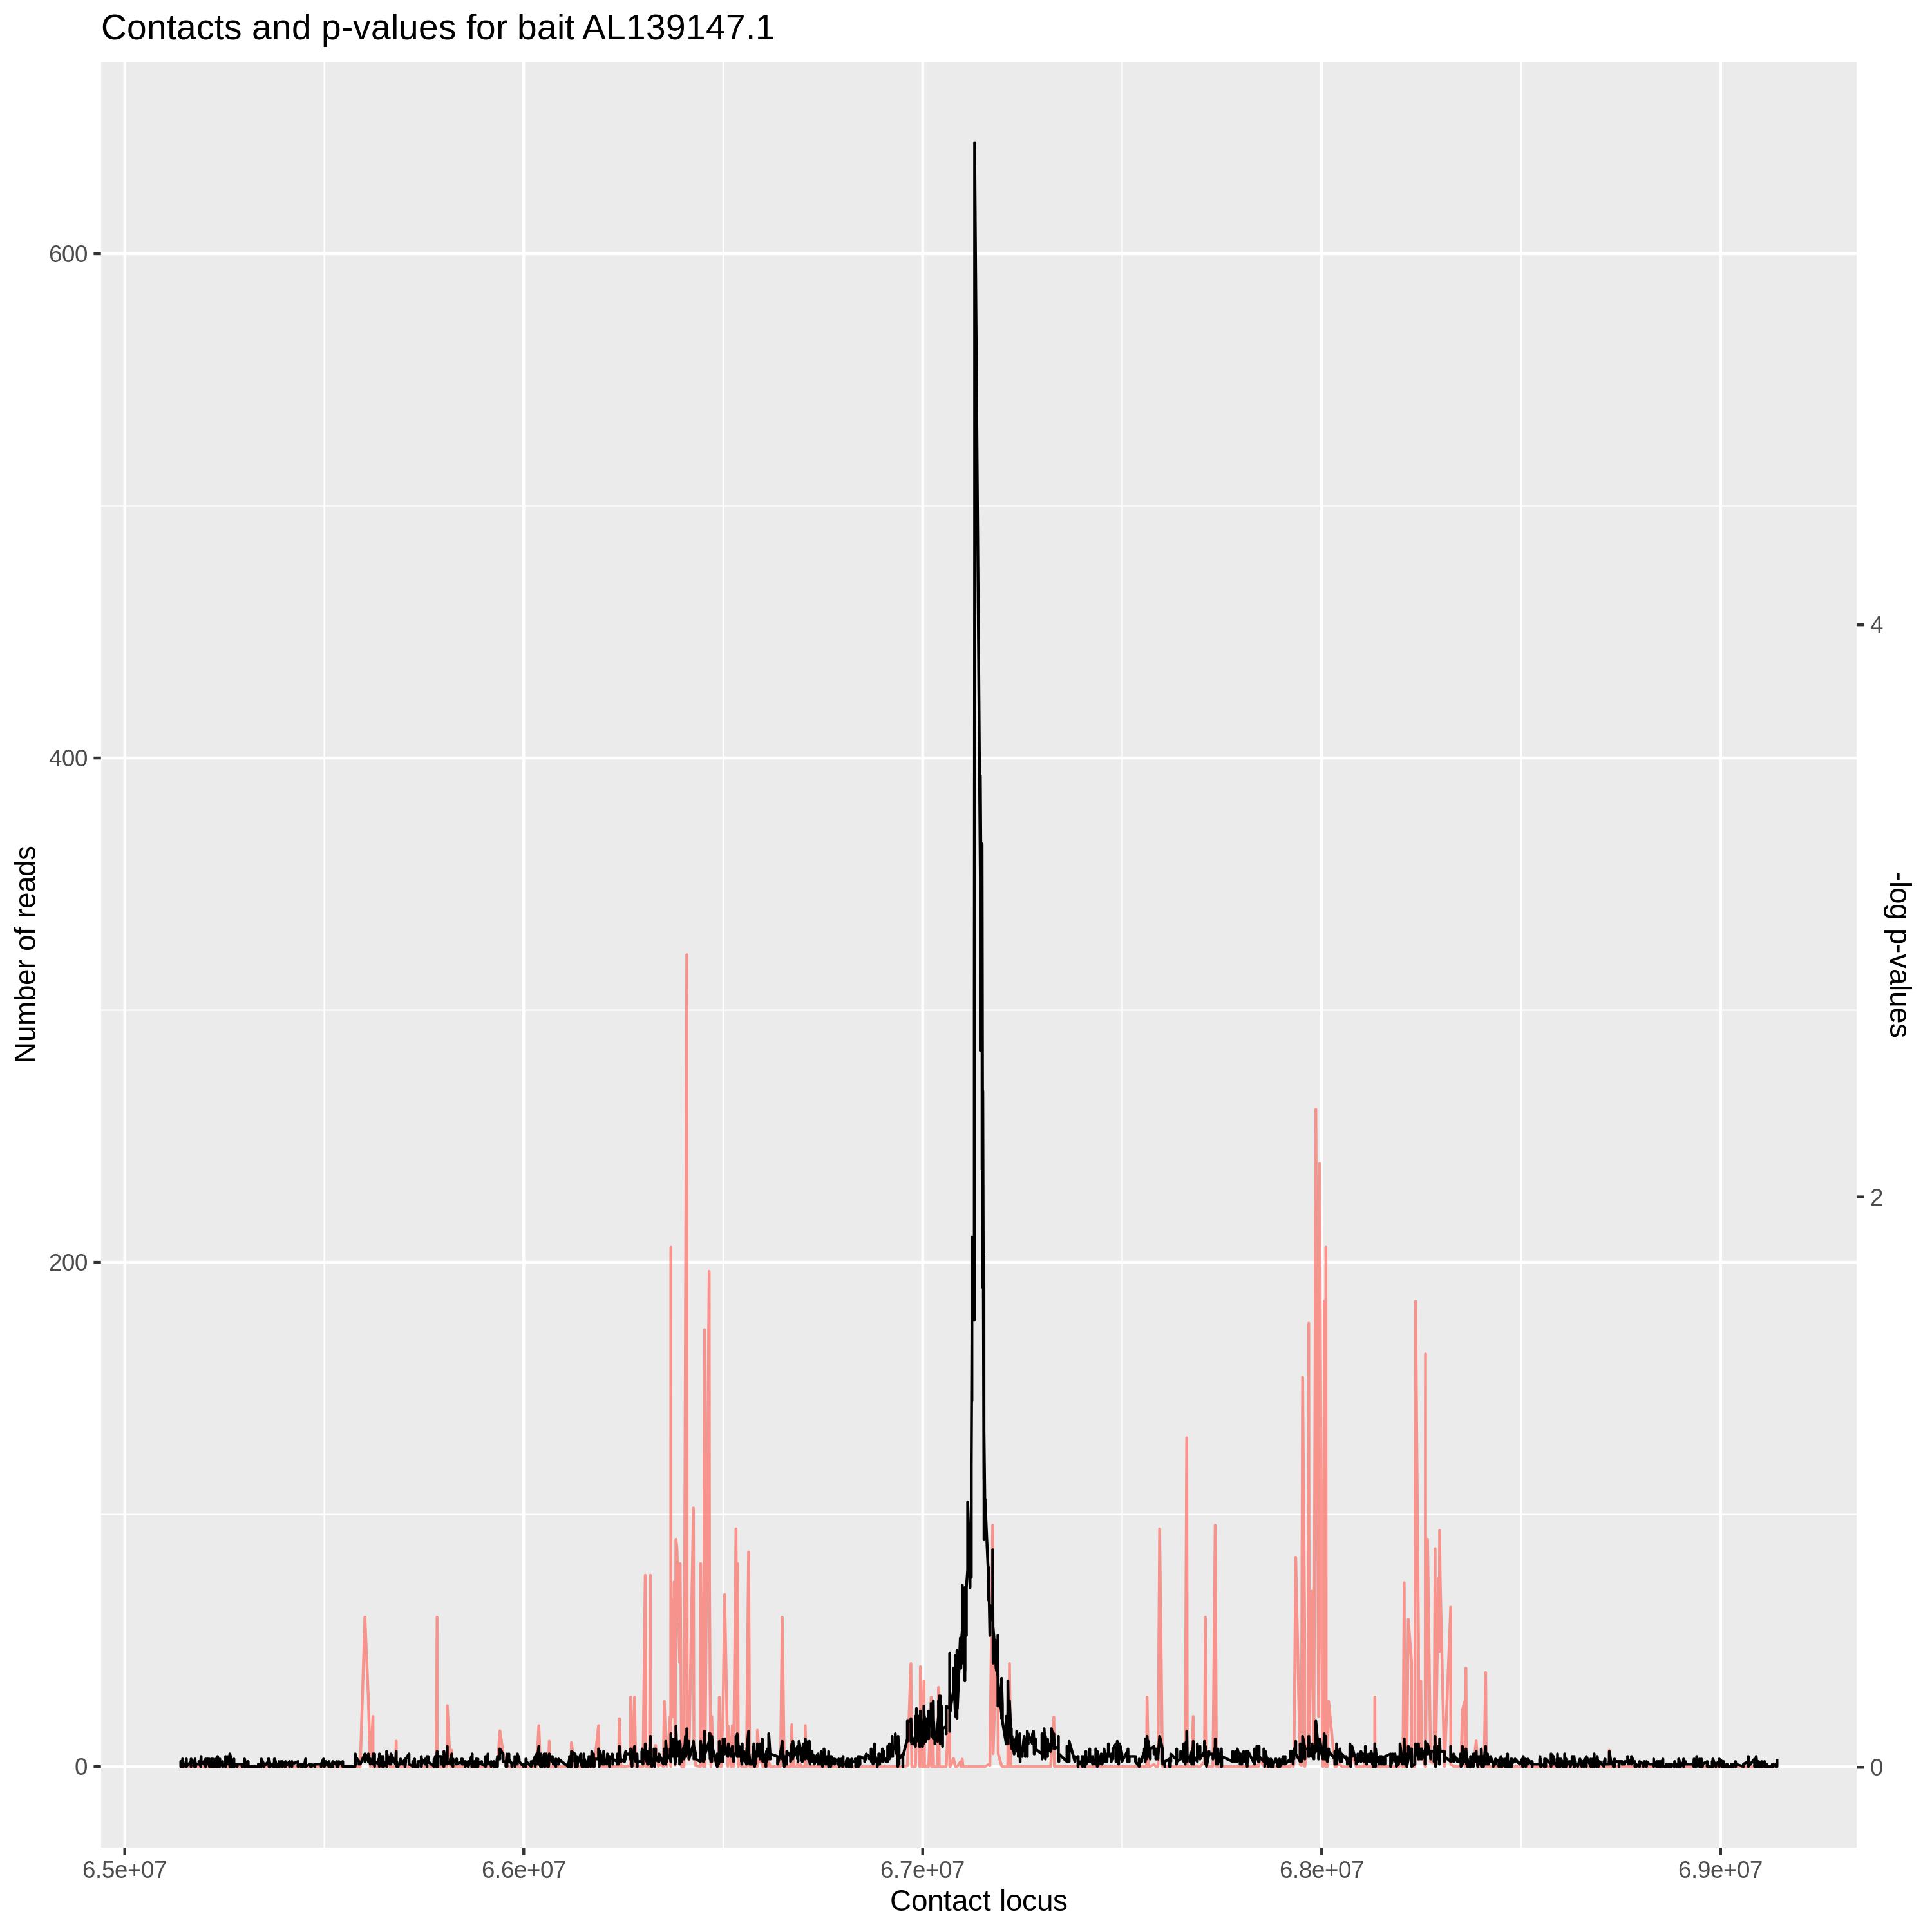 Contacts and p-values for bait AL139147.1
600
400
200
0
Number of reads
4
2
0
-log p-values
6.5e+07
6.6e+07
6.7e+07
6.8e+07
6.9e+07
Contact locus